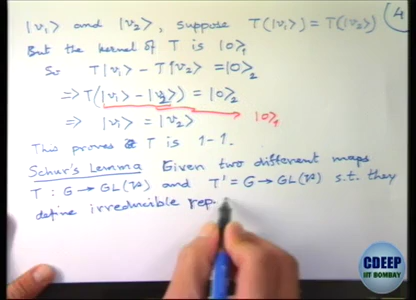 |v₁⟩ and |v₂⟩, suppose T(|v₁⟩) = T(|v₂⟩) 4
But the kernel of T is |0⟩₁
So T|v₁⟩ - T|v₂⟩ = |0⟩₂
⇒ T(|v₁⟩ - |v₂⟩) = |0⟩₂
⇒ |v₁⟩ = |v₂⟩ |0⟩₁
This proves T is 1-1.
Schur's Lemma Given two different maps
T : G → GL(V) and T' = G → GL(V) s.t. they
define irreducible rep.
CDEEP
IIT BOMBAY